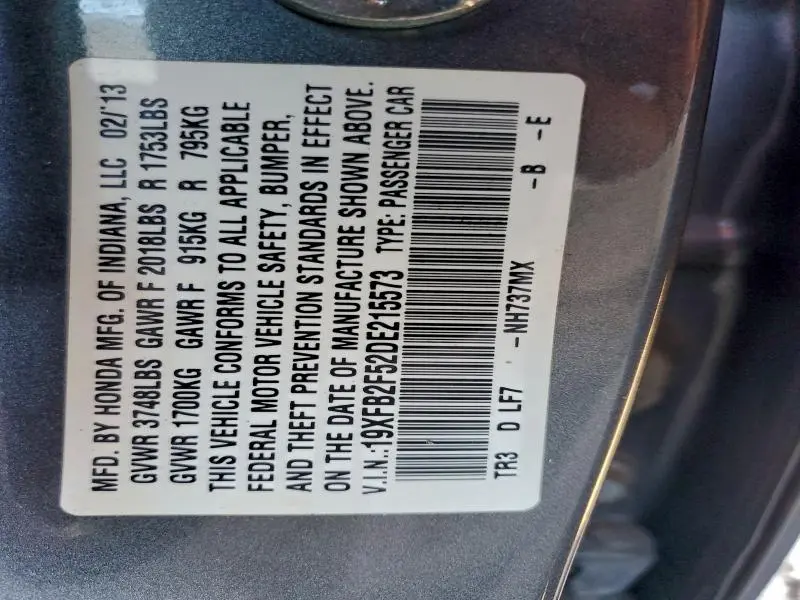 MFD. BY HONDA MFG. OF INDIANA, LLC 02/'13
GVWR 3748LBS GAWR F 2018LBS R 1753LBS
GVWR 1700KG GAWR F 915KG R 795KG
THIS VEHICLE CONFORMS TO ALL APPLICABLE
FEDERAL MOTOR VEHICLE SAFETY, BUMPER,
AND THEFT PREVENTION STANDARDS IN EFFECT
ON THE DATE OF MANUFACTURE SHOWN ABOVE.
V.I.N.:19XFB2F52DE215573 TYPE: PASSENGER CAR
TR3 D LF7 -NH737MX -B -E